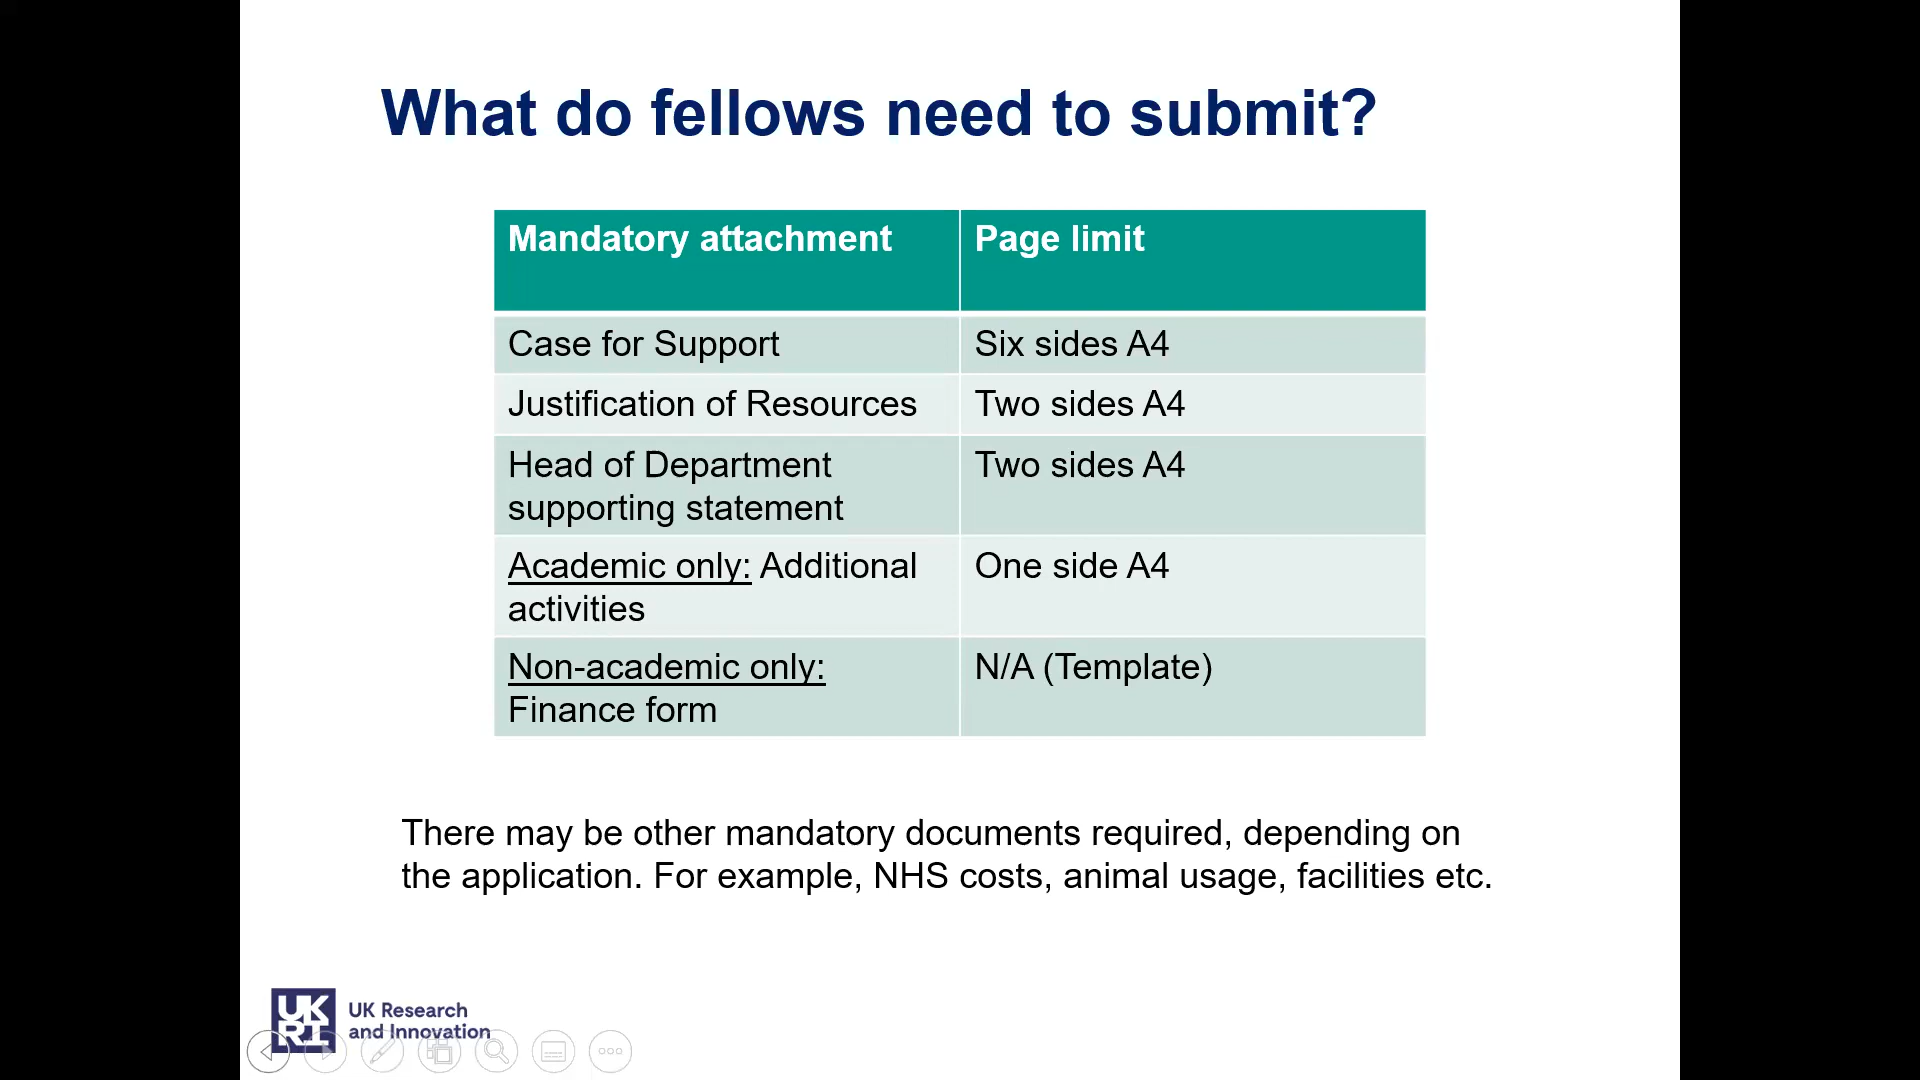 What do fellows need to submit?
Mandatory attachment
Page limit
Case for Support
Six sides A4
Justification of Resources
Two sides A4
Head of Department
supporting statement
Two sides A4
Academic only: Additional
activities
One side A4
Non-academic only:
Finance form
N/A (Template)
There may be other mandatory documents required, depending on
the application. For example, NHS costs, animal usage, facilities etc.
UK
RI
UK Research
and Innovation